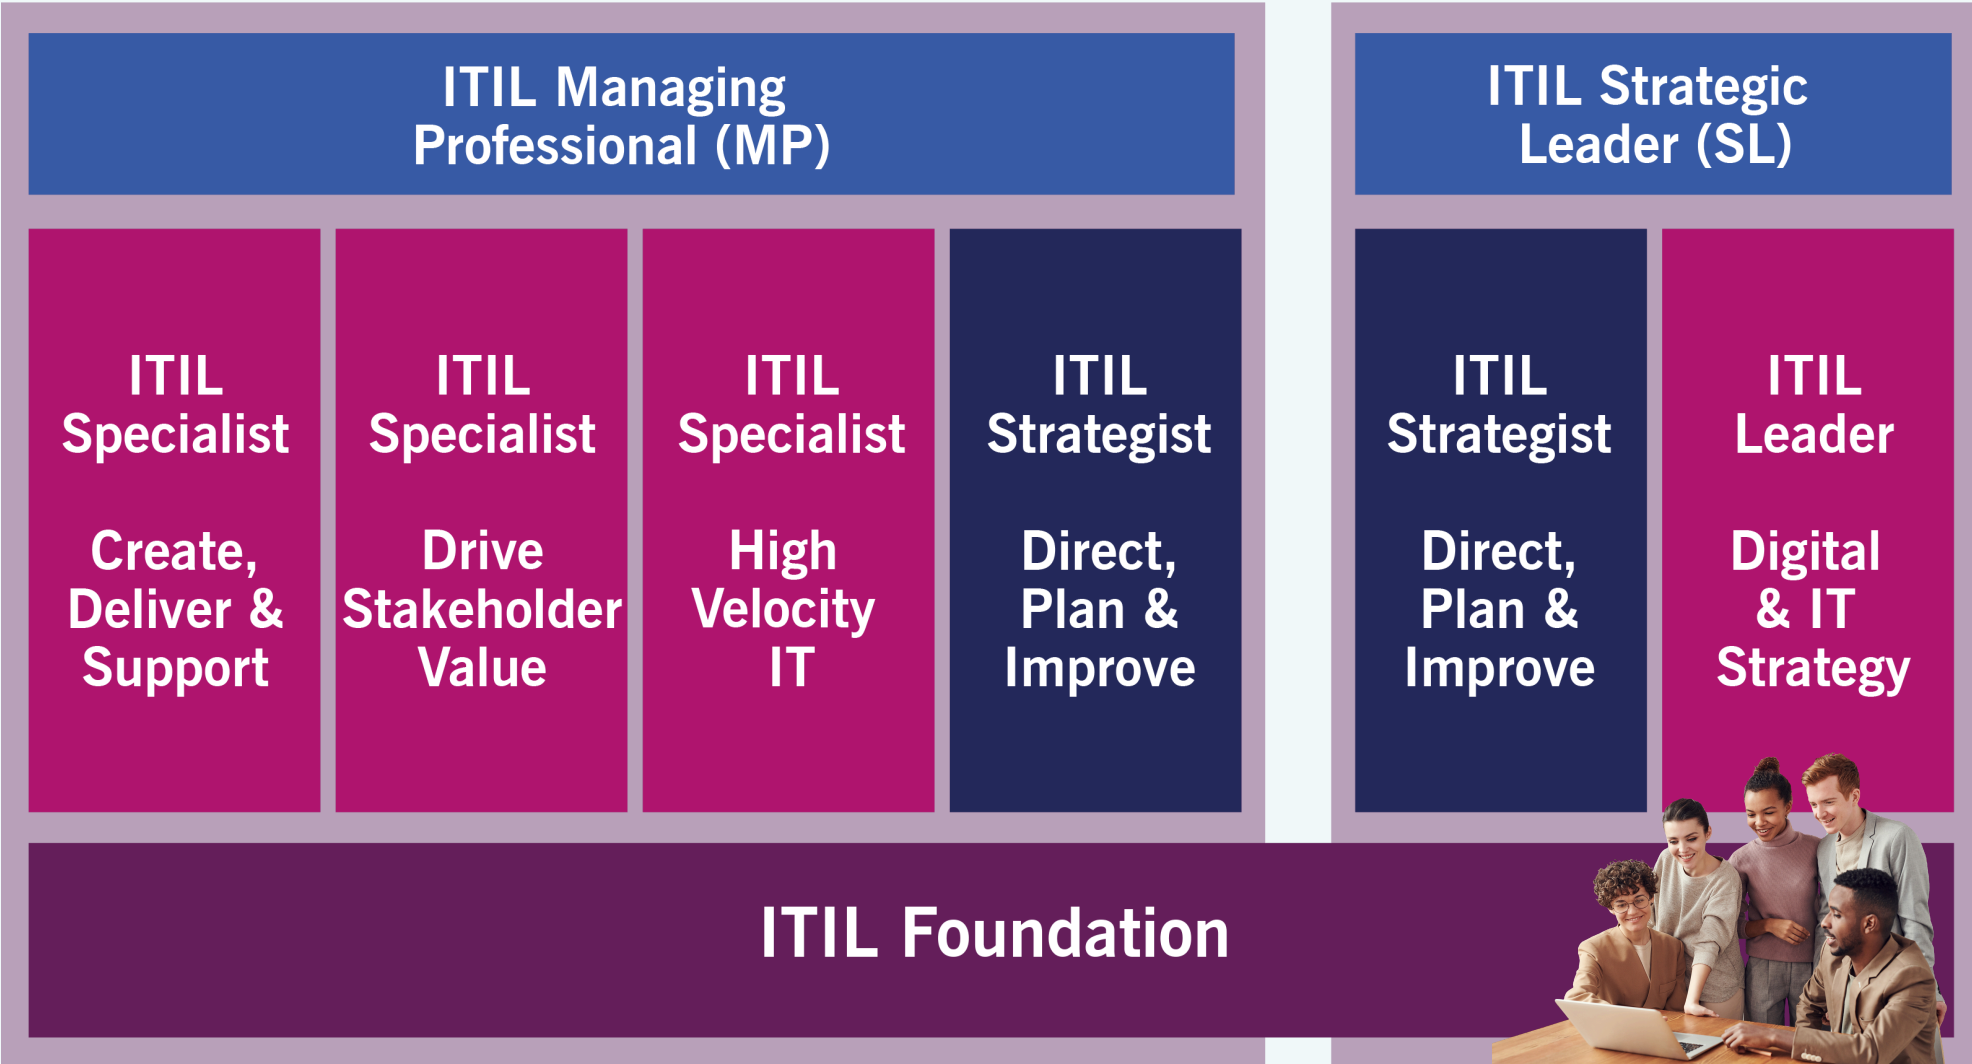 ITIL Managing
Professional (MP)
ITIL Strategic
Leader (SL)
ITIL
Specialist
Create,
Deliver &
Support
ITIL
Specialist
Drive
Stakeholder
Value
ITIL
Specialist
High
Velocity
IT
ITIL
Strategist
Direct,
Plan &
Improve
ITIL
Strategist
Direct,
Plan &
Improve
ITIL
Leader
Digital
& IT
Strategy
ITIL Foundation